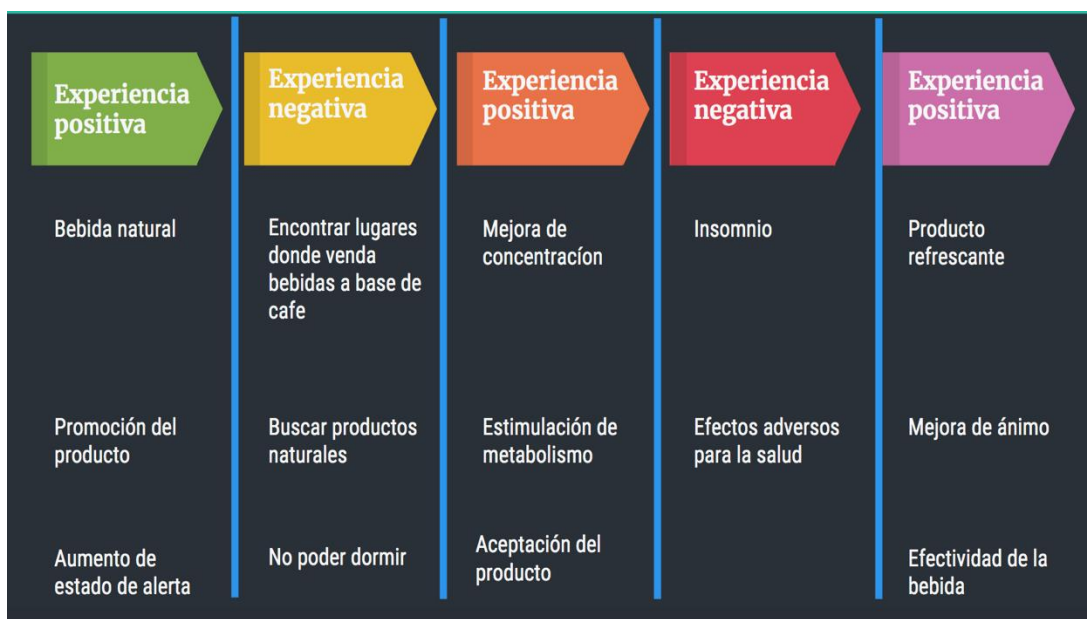 Experiencia
positiva
Bebida natural
Promoción del
producto
Aumento de
estado de alerta
Experiencia
negativa
Encontrar lugares
donde venda
bebidas a base de
cafe
Buscar productos
naturales
No poder dormir
Experiencia
positiva
Mejora de
concentracíon
Estimulación de
metabolismo
Aceptación del
producto
Experiencia
negativa
Insomnio
Efectos adversos
para la salud
Experiencia
positiva
Producto
refrescante
Mejora de ánimo
Efectividad de la
bebida